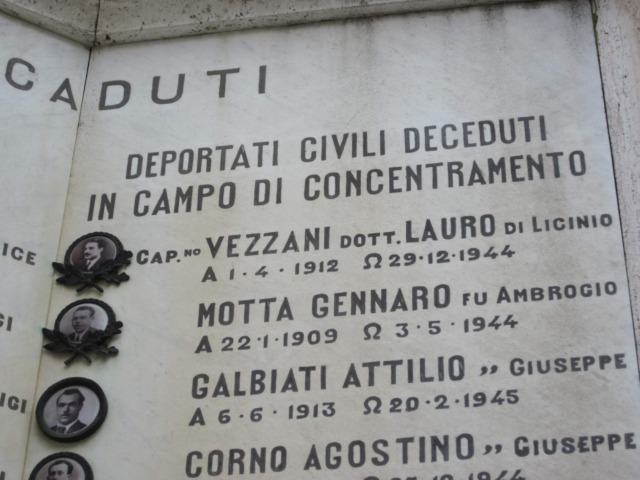 CADUTI
DEPORTATI CIVILI DECEDUTI
IN CAMPO DI CONCENTRAMENTO
CAP.NO VEZZANI DOTT. LAURO DI LICINIO
A 1·4·1912 Ω 29·12·1944
MOTTA GENNARO FU AMBROGIO
A 22·1·1909 Ω 3·5·1944
GALBIATI ATTILIO ,, GIUSEPPE
A 6·6·1913 Ω 20·2·1945
CORNO AGOSTINO ,, GIUSEPPE